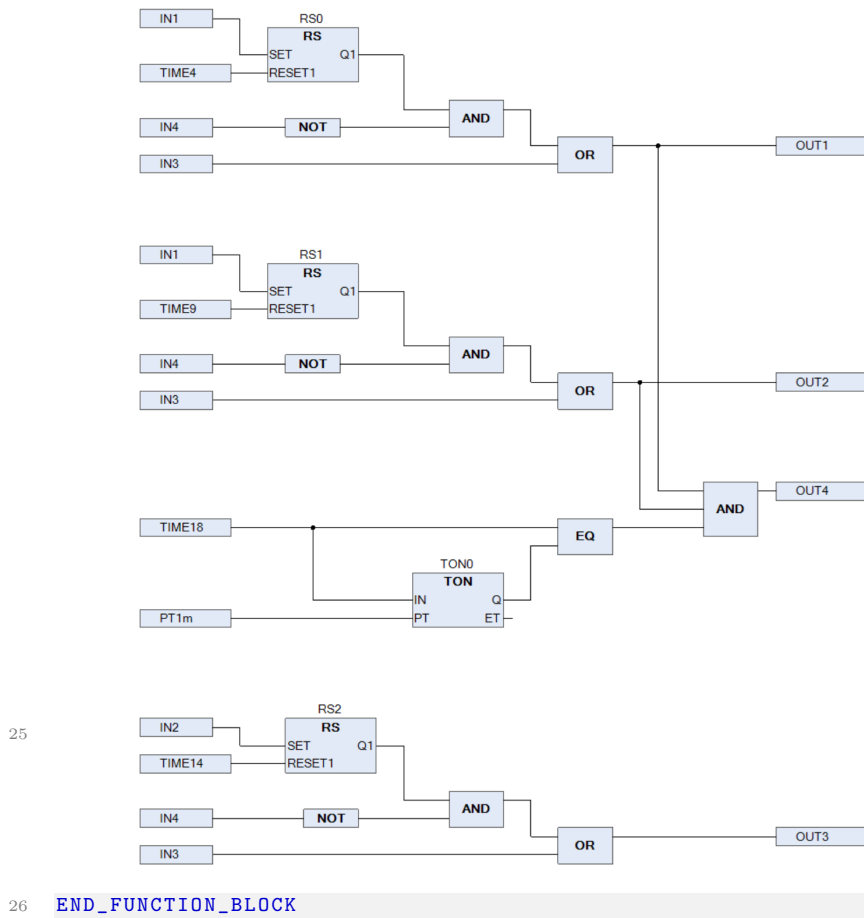 IN1
RS0
RS
SET Q1
TIME4
RESET1
AND
IN4
NOT
OR
OUT1
IN3
IN1
RS1
RS
SET Q1
TIME9
RESET1
AND
IN4
NOT
OR
OUT2
IN3
OUT4
AND
TIME18
EQ
TON0
TON
IN Q
PT1m
PT ET
RS2
25
IN2
RS
SET Q1
TIME14
RESET1
AND
IN4
NOT
OR
OUT3
IN3
26 END_FUNCTION_BLOCK